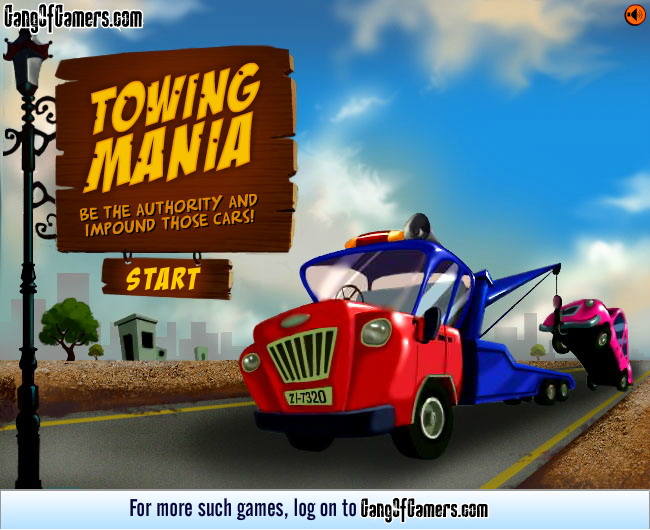 GangOfGamers.com
TOWING
MANIA
BE THE AUTHORITY AND
IMPOUND THOSE CARS!
START
ZI-7320
For more such games, log on to GangOfGamers.com